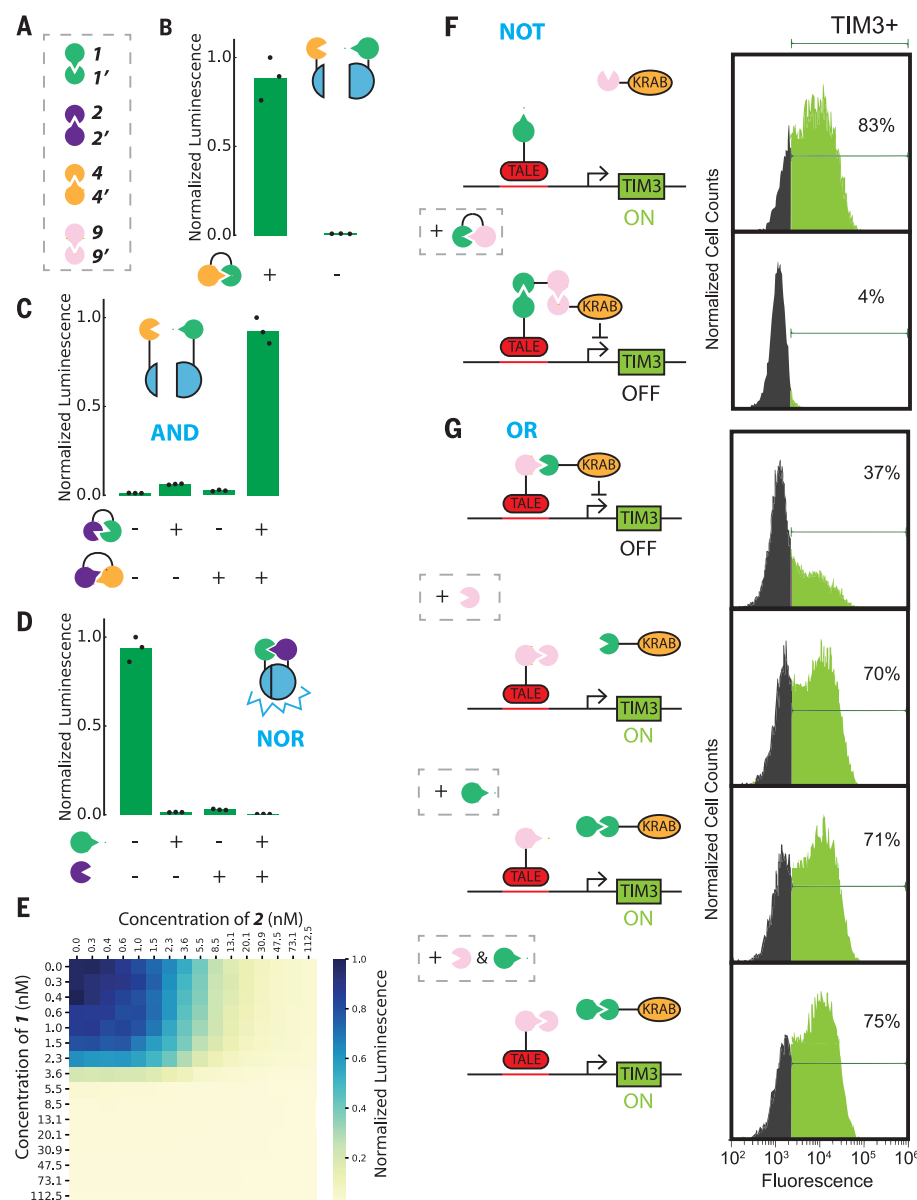 A
1
1'
2
2'
4
4'
9
9'
B
Normalized Luminescence
1.0
0.5
0.0
+ -
C
Normalized Luminescence
1.0
0.5
0.0
AND
- + - +
- - + +
D
Normalized Luminescence
1.0
0.5
0.0
NOR
- + - +
- - + +
E
Concentration of 2 (nM)
0.0 0.3 0.4 0.6 1.0 1.5 2.3 3.6 5.5 8.5 13.1 20.1 30.9 47.5 73.1 112.5
Concentration of 1 (nM)
0.0
0.3
0.4
0.6
1.0
1.5
2.3
3.6
5.5
8.5
13.1
20.1
30.9
47.5
73.1
112.5
1.0
0.8
0.6
0.4
0.2
Normalized Luminescence
F NOT
KRAB
TALE
TIM3
ON
+
KRAB
TALE
TIM3
OFF
TIM3+
83%
4%
Normalized Cell Counts
G OR
KRAB
TALE
TIM3
OFF
+
KRAB
TALE
TIM3
ON
+
KRAB
TALE
TIM3
ON
+ &
KRAB
TALE
TIM3
ON
37%
70%
71%
75%
Normalized Cell Counts
10² 10³ 10⁴ 10⁵ 10⁶
Fluorescence